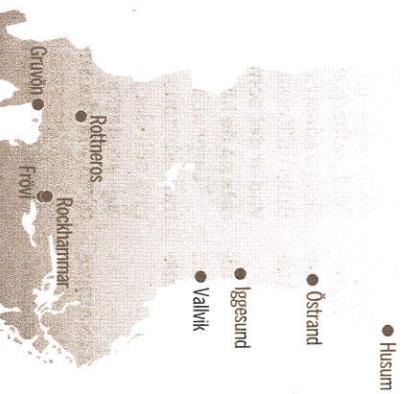 Husum
Östrand
Iggesund
Vallvik
Rottneros
Gruvön
Rockhammar
Frövi